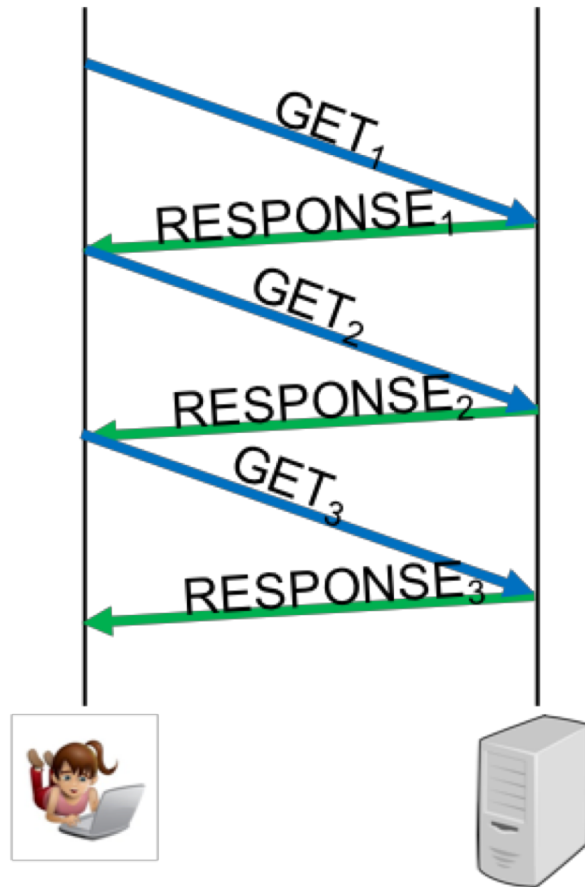 GET₁
RESPONSE₁
GET₂
RESPONSE₂
GET₃
RESPONSE₃